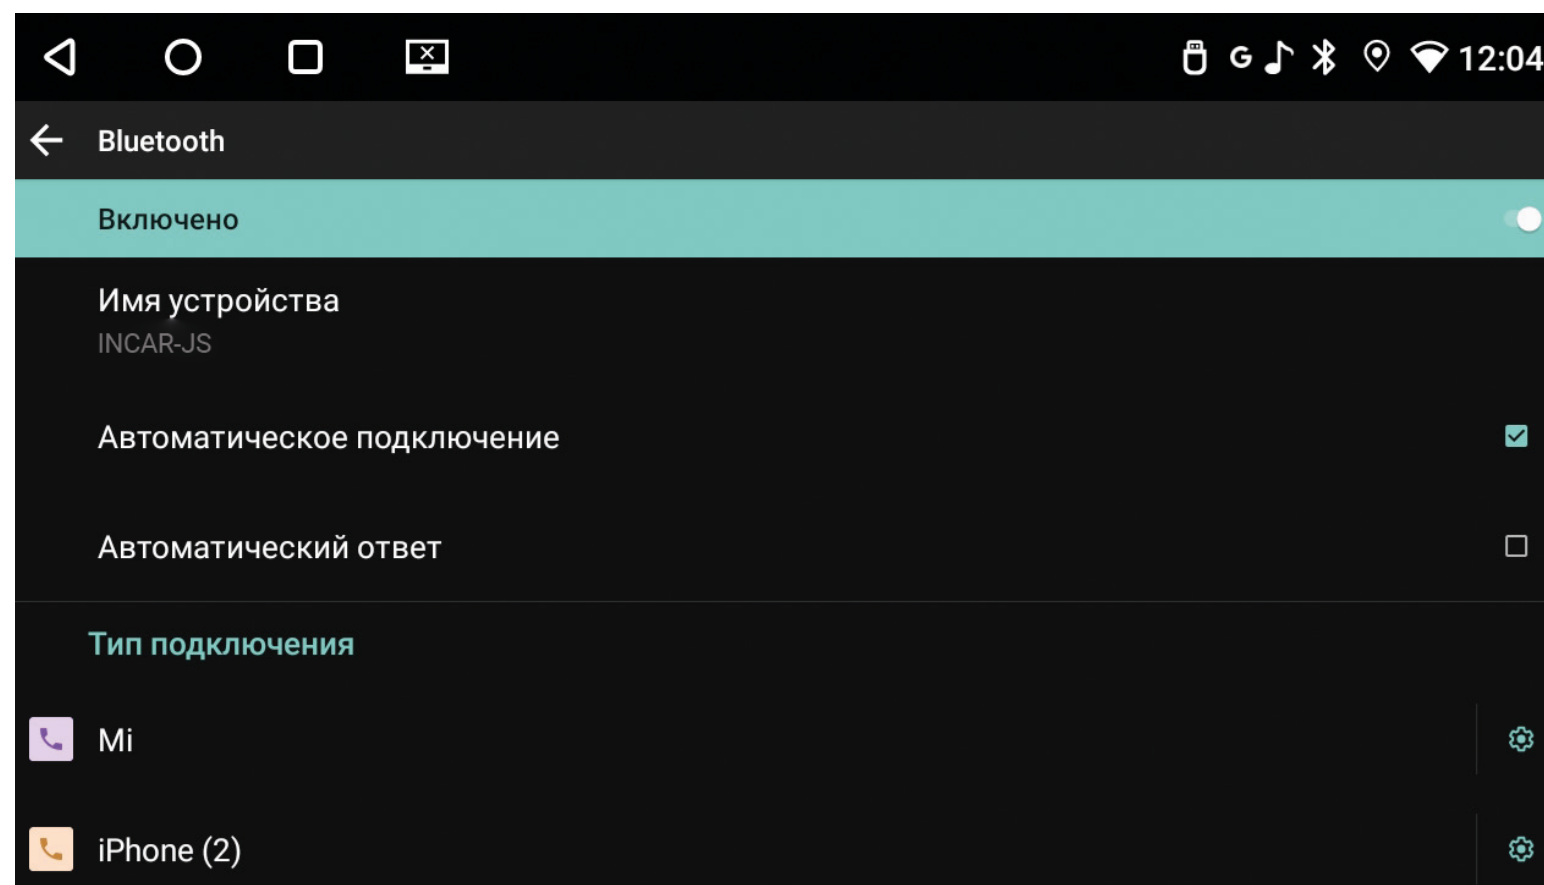 G 12:04
Bluetooth
Включено
Имя устройства
INCAR-JS
Автоматическое подключение
Автоматический ответ
Тип подключения
Mi
iPhone (2)